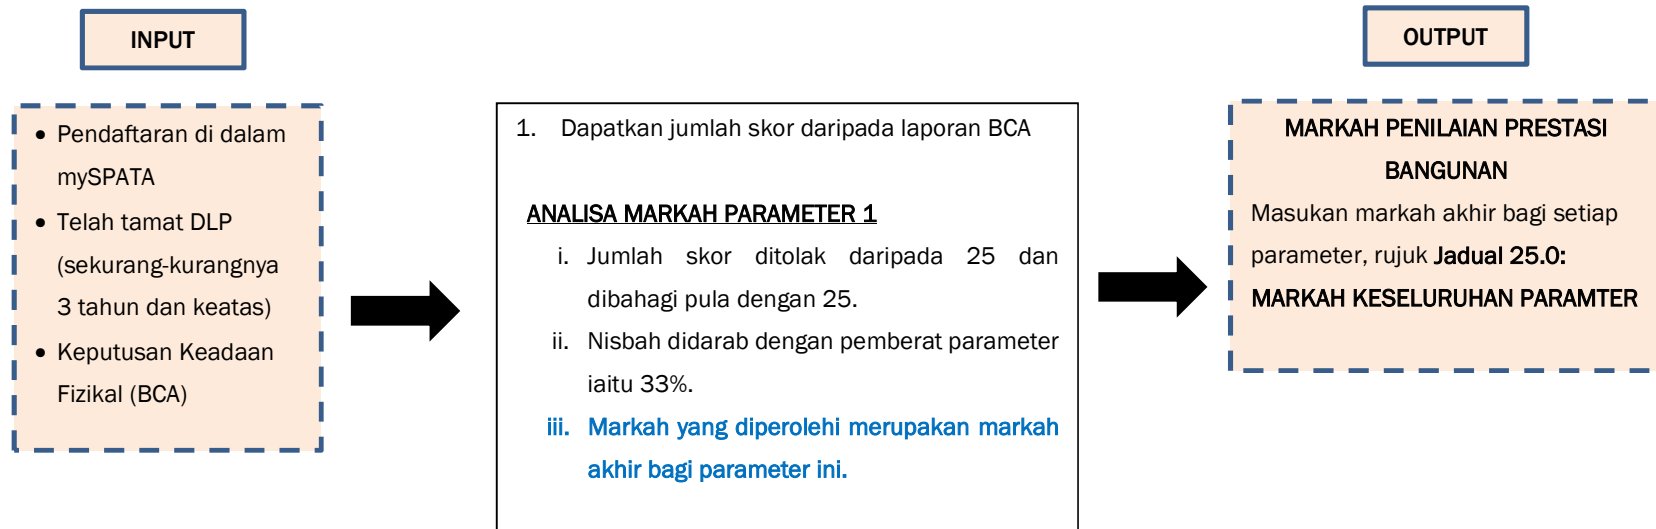 INPUT
• Pendaftaran di dalam
mySPATA
• Telah tamat DLP
(sekurang-kurangnya
3 tahun dan keatas)
• Keputusan Keadaan
Fizikal (BCA)
1. Dapatkan jumlah skor daripada laporan BCA
ANALISA MARKAH PARAMETER 1
i. Jumlah skor ditolak daripada 25 dan
dibahagi pula dengan 25.
ii. Nisbah didarab dengan pemberat parameter
iaitu 33%.
iii. Markah yang diperolehi merupakan markah
akhir bagi parameter ini.
OUTPUT
MARKAH PENILAIAN PRESTASI
BANGUNAN
Masukan markah akhir bagi setiap
parameter, rujuk Jadual 25.0:
MARKAH KESELURUHAN PARAMTER